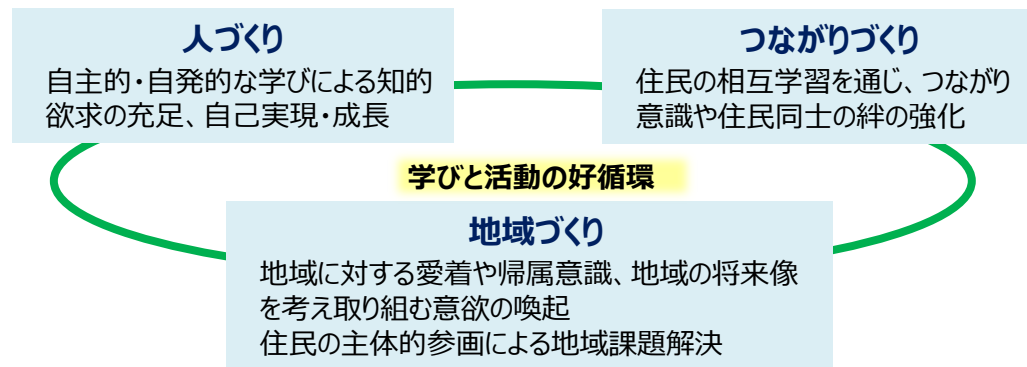 人づくり
自主的・自発的な学びによる知的
欲求の充足、自己実現・成長
つながりづくり
住民の相互学習を通じ、つながり
意識や住民同士の絆の強化
学びと活動の好循環
地域づくり
地域に対する愛着や帰属意識、地域の将来像
を考え取り組む意欲の喚起
住民の主体的参画による地域課題解決